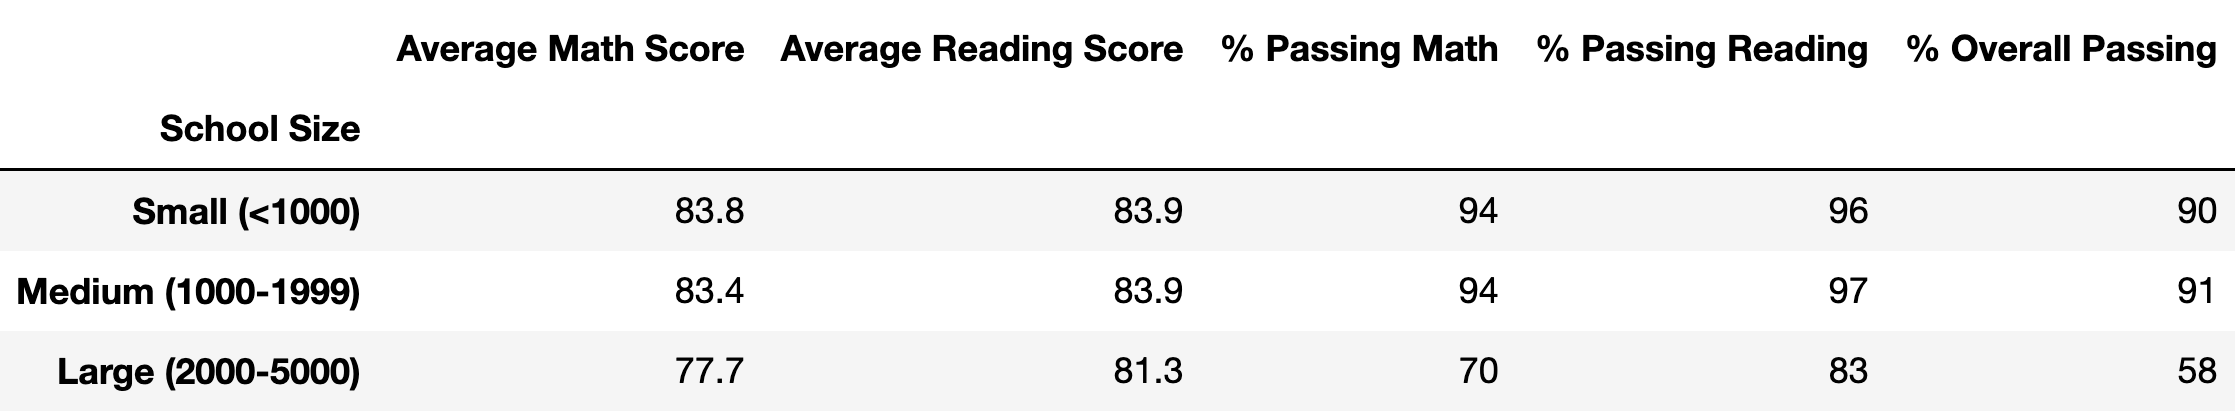 Average Math Score Average Reading Score % Passing Math % Passing Reading % Overall Passing
School Size
Small (<1000) 83.8 83.9 94 96 90
Medium (1000-1999) 83.4 83.9 94 97 91
Large (2000-5000) 77.7 81.3 70 83 58